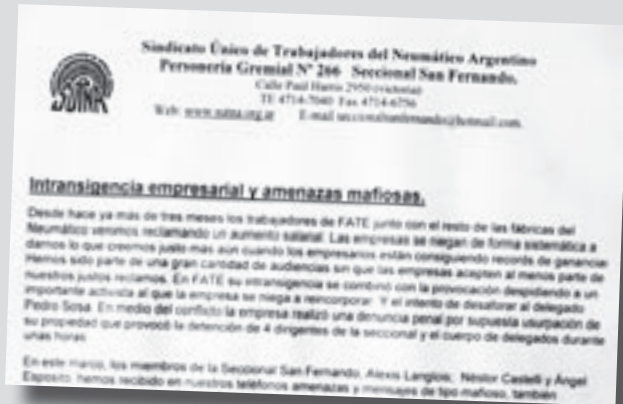 Sindicato Único de Trabajadores del Neumático Argentino
Personería Gremial Nº 266 Seccional San Fernando.
Calle Paul Harris 2950 (victoria)
TE 4714-7040 Fax 4714-6756
Web: www.sutna.org.ar E-mail seccionalsanfernando@hotmail.com
SUTNA
Intransigencia empresarial y amenazas mafiosas.
Desde hace ya más de tres meses los trabajadores de FATE junto con el resto de las fábricas del
Neumático venimos reclamando un aumento salarial. Las empresas se niegan de forma sistemática a
darnos lo que creemos justo más aún cuando los empresarios están consiguiendo records de ganancias
Hemos sido parte de una gran cantidad de audiencias sin que las empresas acepten al menos parte de
nuestros justos reclamos. En FATE su intransigencia se combinó con la provocación despidiendo a un
importante activista al que la empresa se niega a reincorporar. Y el intento de desaforar al delegado
Pedro Sosa. En medio del conflicto la empresa realizó una denuncia penal por supuesta usurpación de
su propiedad que provocó la detención de 4 dirigentes de la seccional y el cuerpo de delegados durante
unas horas
En este marco, los miembros de la Seccional San Fernando, Alexis Langlois, Néstor Castelli y Ángel
Esposito, hemos recibido en nuestros teléfonos amenazas y mensajes de tipo mafioso, también